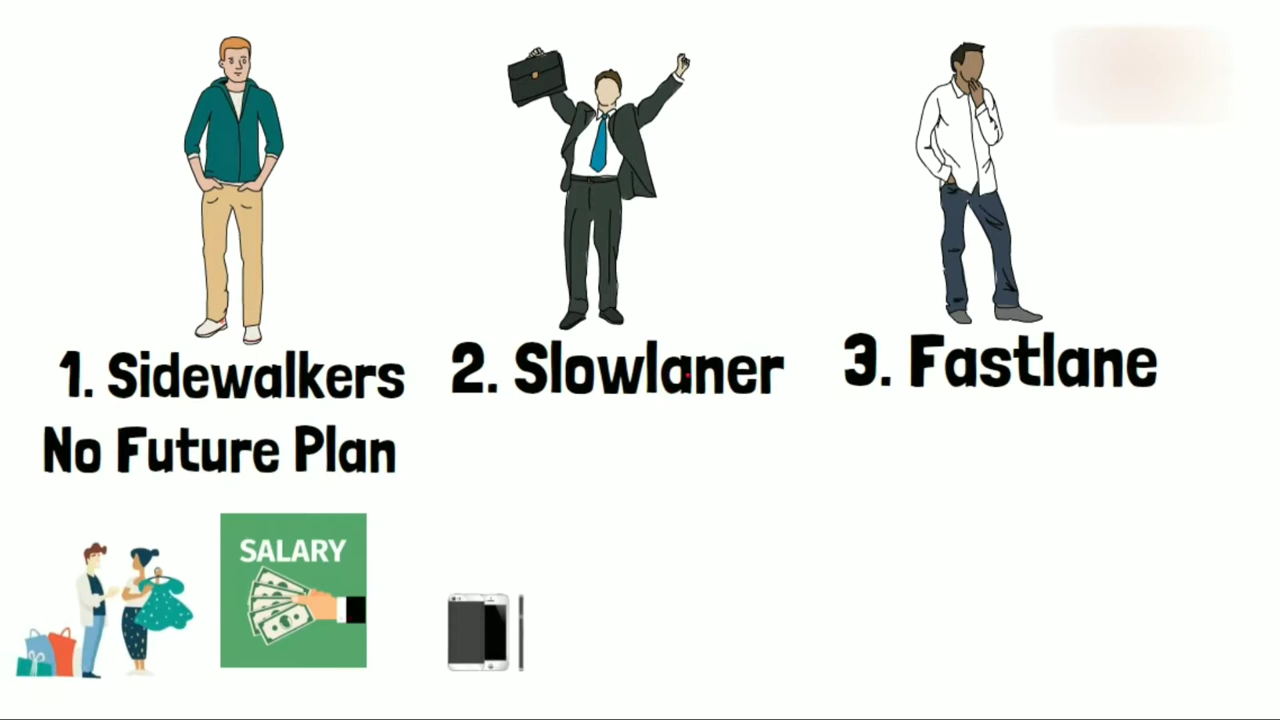 1. Sidewalkers
2. Slowlaner
3. Fastlane
No Future Plan
SALARY